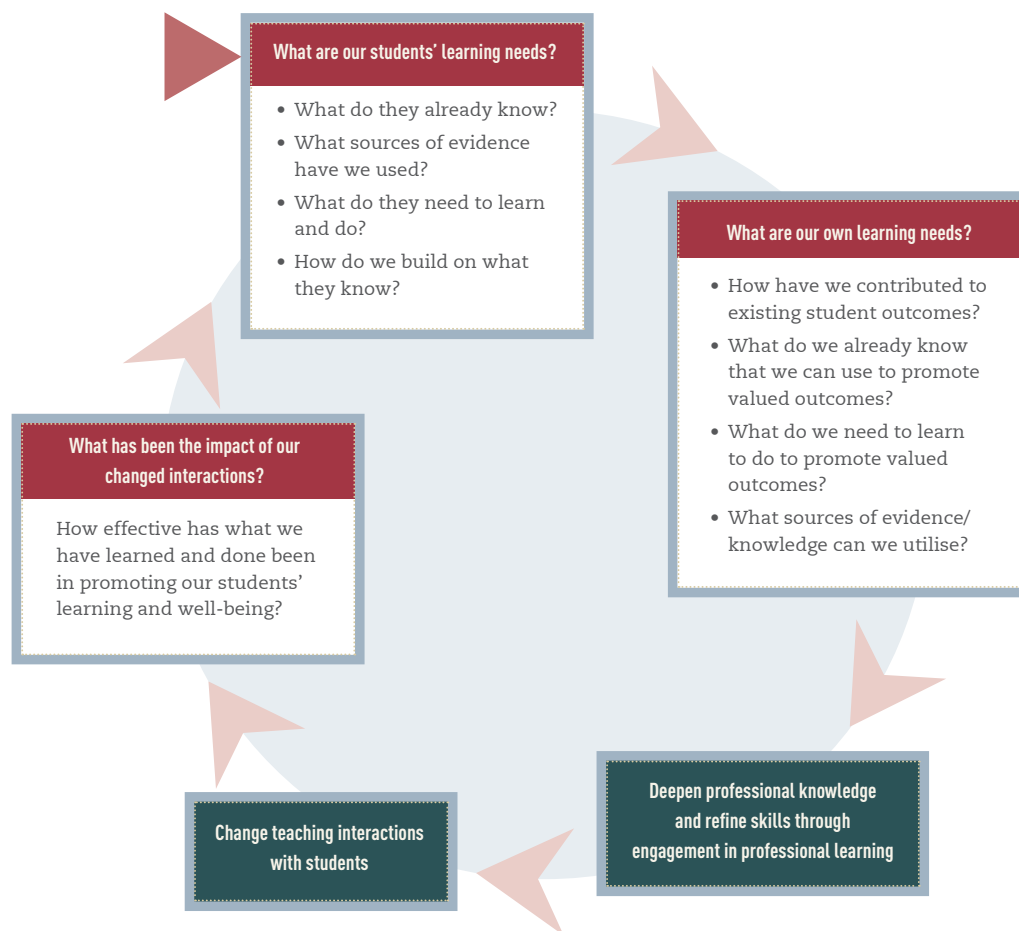 What are our students’ learning needs?
• What do they already know?
• What sources of evidence
have we used?
• What do they need to learn
and do?
• How do we build on what
they know?
What are our own learning needs?
• How have we contributed to
existing student outcomes?
• What do we already know
that we can use to promote
valued outcomes?
• What do we need to learn
to do to promote valued
outcomes?
• What sources of evidence/
knowledge can we utilise?
Deepen professional knowledge
and refine skills through
engagement in professional learning
Change teaching interactions
with students
What has been the impact of our
changed interactions?
How effective has what we
have learned and done been
in promoting our students’
learning and well-being?